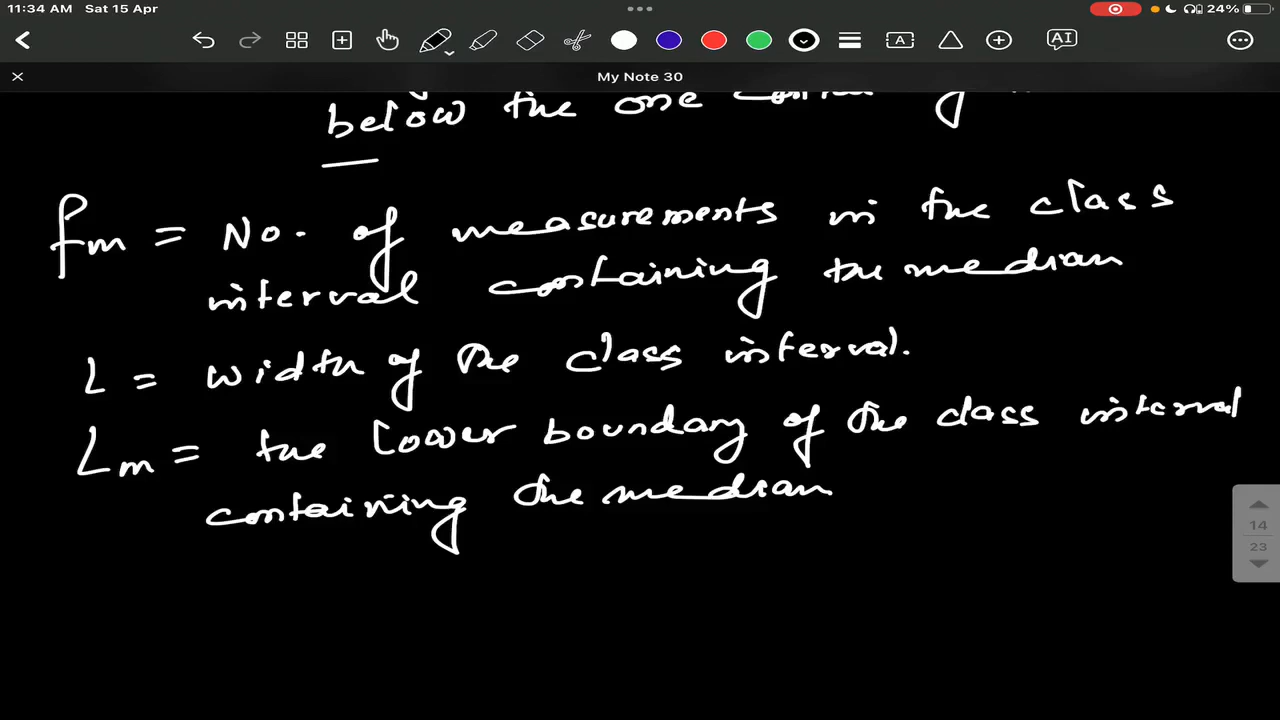 11:34 AM Sat 15 Apr
24%
A
AI
My Note 30
below the one
fm = No. of measurements in the class
interval containing the median
L = width of the class interval.
Lm = the lower boundary of the class interval
containing the median
14
23